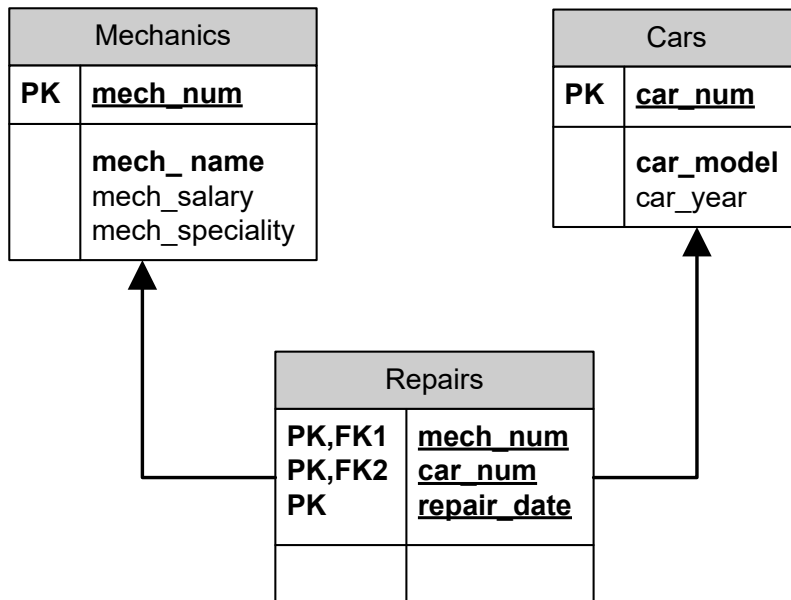 Mechanics
PK mech_num
mech_ name
mech_salary
mech_speciality
Cars
PK car_num
car_model
car_year
Repairs
PK,FK1 mech_num
PK,FK2 car_num
PK repair_date